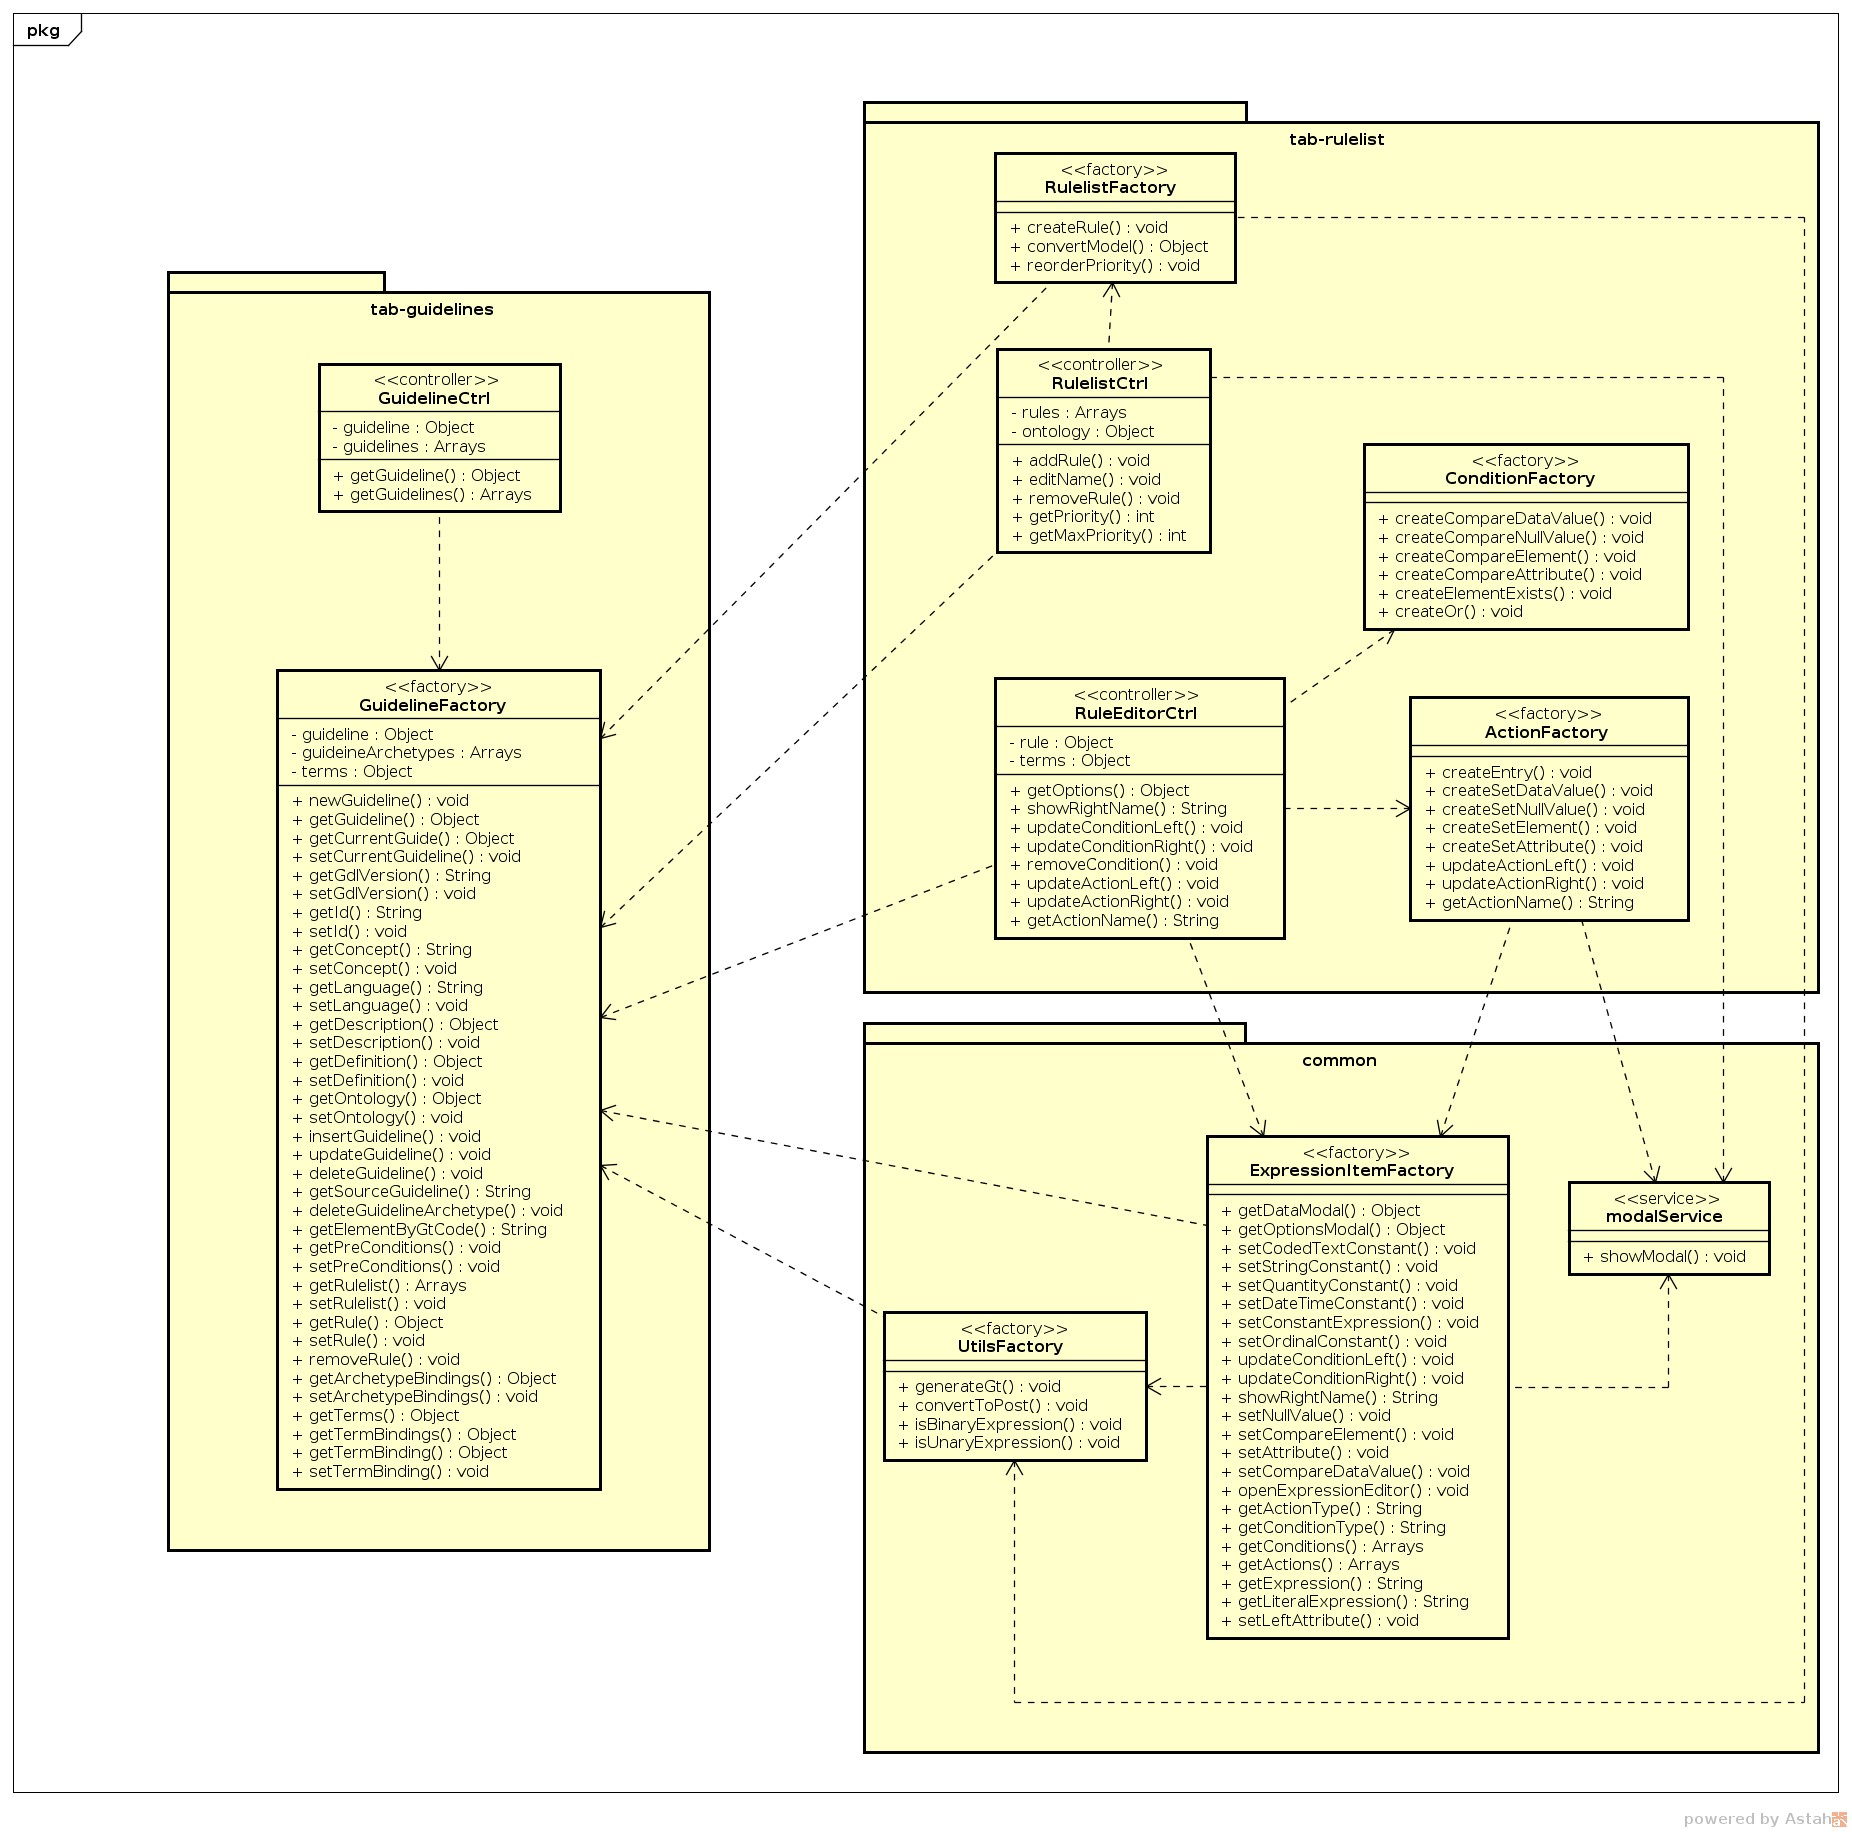 pkg
tab-guidelines
<<controller>>
GuidelineCtrl
- guideline : Object
- guidelines : Arrays
+ getGuideline() : Object
+ getGuidelines() : Arrays
<<factory>>
GuidelineFactory
- guideline : Object
- guideineArchetypes : Arrays
- terms : Object
+ newGuideline() : void
+ getGuideline() : Object
+ getCurrentGuide() : Object
+ setCurrentGuideline() : void
+ getGdlVersion() : String
+ setGdlVersion() : void
+ getId() : String
+ setId() : void
+ getConcept() : String
+ setConcept() : void
+ getLanguage() : String
+ setLanguage() : void
+ getDescription() : Object
+ setDescription() : void
+ getDefinition() : Object
+ setDefinition() : void
+ getOntology() : Object
+ setOntology() : void
+ insertGuideline() : void
+ updateGuideline() : void
+ deleteGuideline() : void
+ getSourceGuideline() : String
+ deleteGuidelineArchetype() : void
+ getElementByGtCode() : String
+ getPreConditions() : void
+ setPreConditions() : void
+ getRulelist() : Arrays
+ setRulelist() : void
+ getRule() : Object
+ setRule() : void
+ removeRule() : void
+ getArchetypeBindings() : Object
+ setArchetypeBindings() : void
+ getTerms() : Object
+ getTermBindings() : Object
+ getTermBinding() : Object
+ setTermBinding() : void
tab-rulelist
<<factory>>
RulelistFactory
+ createRule() : void
+ convertModel() : Object
+ reorderPriority() : void
<<controller>>
RulelistCtrl
- rules : Arrays
- ontology : Object
+ addRule() : void
+ editName() : void
+ removeRule() : void
+ getPriority() : int
+ getMaxPriority() : int
<<factory>>
ConditionFactory
+ createCompareDataValue() : void
+ createCompareNullValue() : void
+ createCompareElement() : void
+ createCompareAttribute() : void
+ createElementExists() : void
+ createOr() : void
<<controller>>
RuleEditorCtrl
- rule : Object
- terms : Object
+ getOptions() : Object
+ showRightName() : String
+ updateConditionLeft() : void
+ updateConditionRight() : void
+ removeCondition() : void
+ updateActionLeft() : void
+ updateActionRight() : void
+ getActionName() : String
<<factory>>
ActionFactory
+ createEntry() : void
+ createSetDataValue() : void
+ createSetNullValue() : void
+ createSetElement() : void
+ createSetAttribute() : void
+ updateActionLeft() : void
+ updateActionRight() : void
+ getActionName() : String
common
<<factory>>
ExpressionItemFactory
+ getDataModal() : Object
+ getOptionsModal() : Object
+ setCodedTextConstant() : void
+ setStringConstant() : void
+ setQuantityConstant() : void
+ setDateTimeConstant() : void
+ setConstantExpression() : void
+ setOrdinalConstant() : void
+ updateConditionLeft() : void
+ updateConditionRight() : void
+ showRightName() : String
+ setNullValue() : void
+ setCompareElement() : void
+ setAttribute() : void
+ setCompareDataValue() : void
+ openExpressionEditor() : void
+ getActionType() : String
+ getConditionType() : String
+ getConditions() : Arrays
+ getActions() : Arrays
+ getExpression() : String
+ getLiteralExpression() : String
+ setLeftAttribute() : void
<<service>>
modalService
+ showModal() : void
<<factory>>
UtilsFactory
+ generateGt() : void
+ convertToPost() : void
+ isBinaryExpression() : void
+ isUnaryExpression() : void
powered by Astah